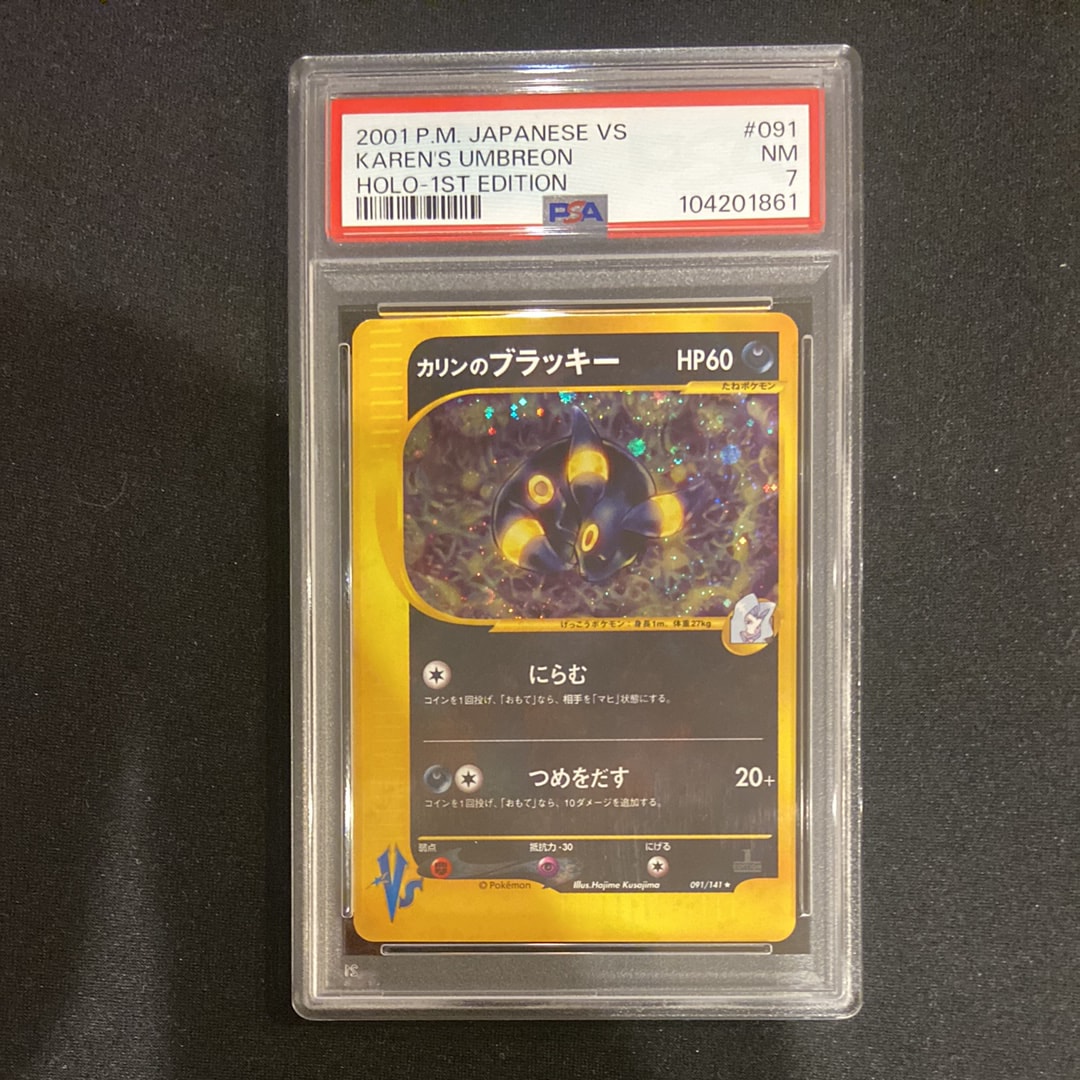 2001 P.M. JAPANESE VS #091
KAREN'S UMBREON NM
HOLO-1ST EDITION 7
PSA 104201861
カリンのブラッキー HP60
たねポケモン
げっこうポケモン：身長1m、体重27kg
にらむ
コインを1回投げ、「おもて」なら、相手を「マヒ」状態にする。
つめをだす 20+
コインを1回投げ、「おもて」なら、10ダメージを追加する。
弱点 抵抗力 -30 にげる
VS
©Pokémon Illus.Hajime Kusajima 091/141 ★